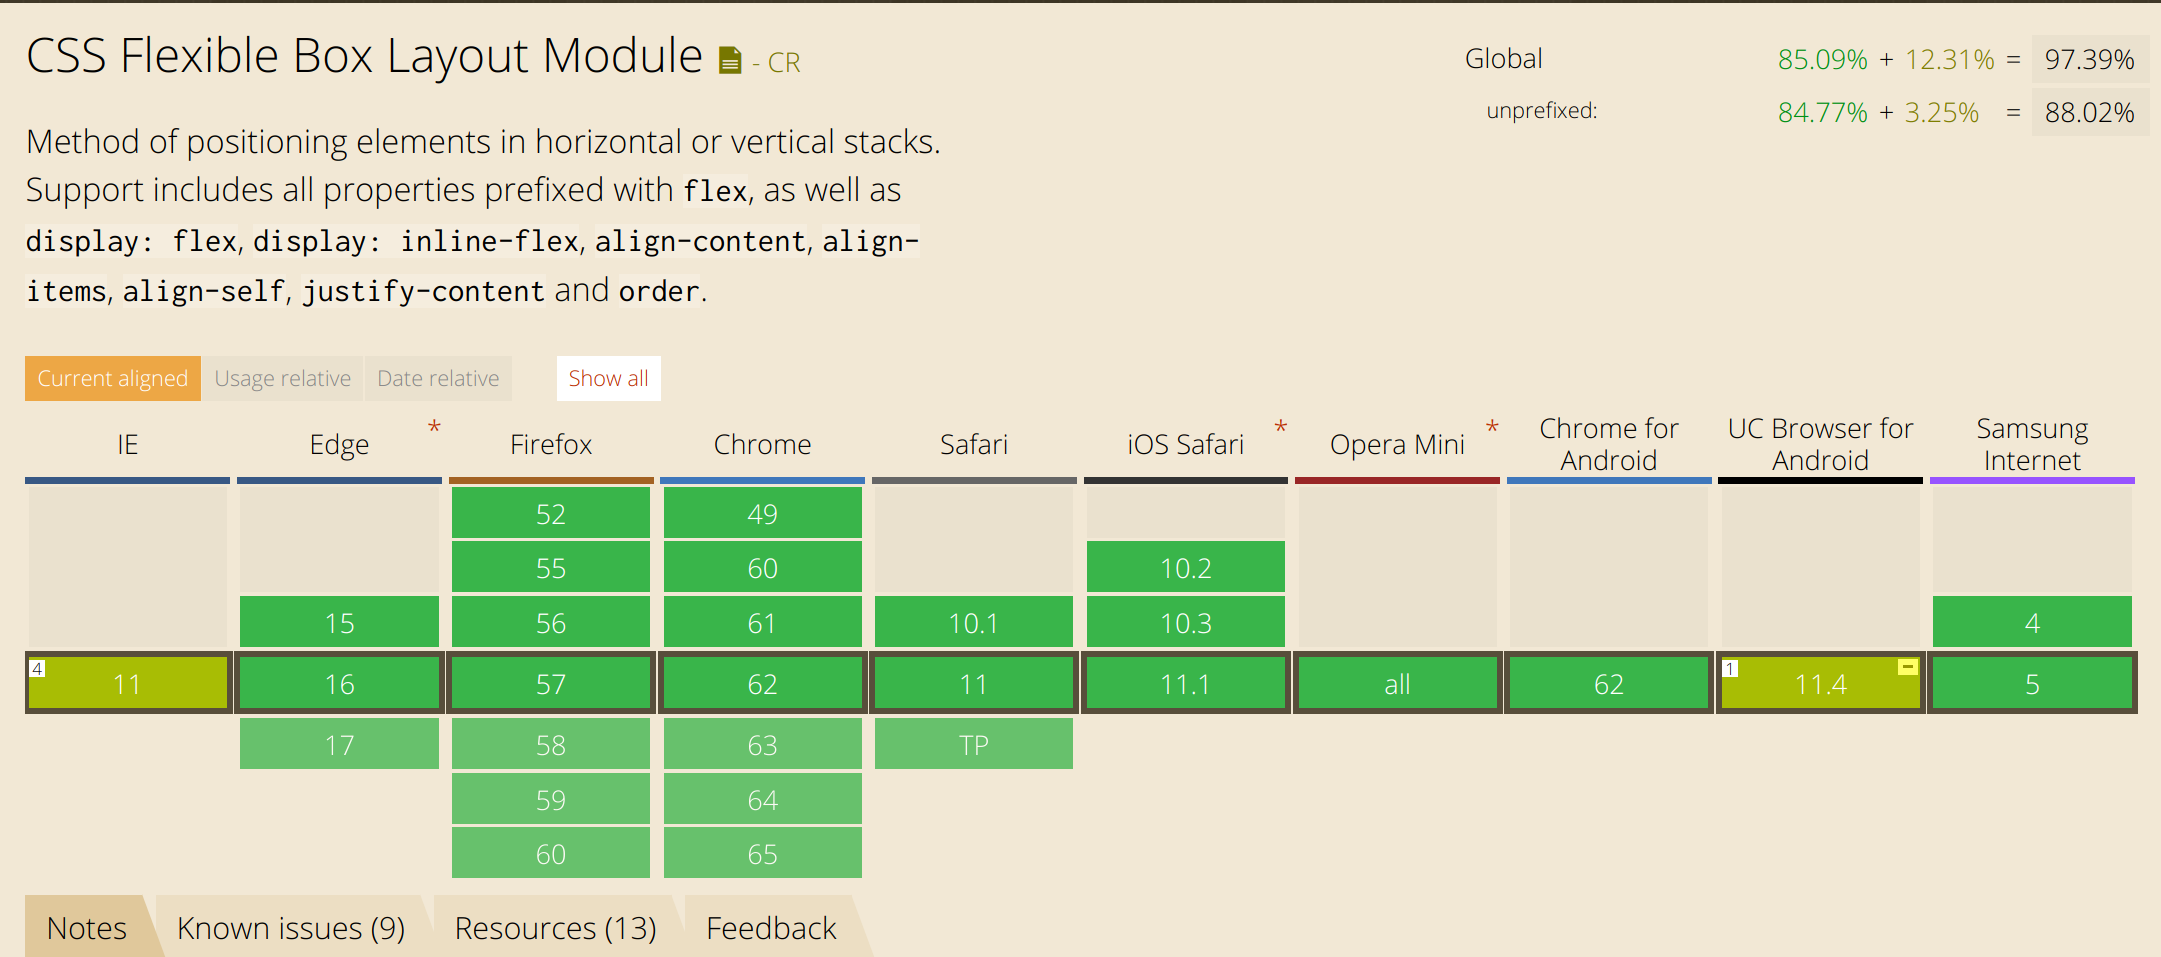 CSS Flexible Box Layout Module - CR
Global 85.09% + 12.31% = 97.39%
unprefixed: 84.77% + 3.25% = 88.02%
Method of positioning elements in horizontal or vertical stacks.
Support includes all properties prefixed with flex, as well as
display: flex, display: inline-flex, align-content, align-
items, align-self, justify-content and order.
Current aligned Usage relative Date relative Show all
IE Edge * Firefox Chrome Safari iOS Safari * Opera Mini * Chrome for Android UC Browser for Android Samsung Internet
52 49
55 60 10.2
15 56 61 10.1 10.3 4
4 11 16 57 62 11 11.1 all 62 1 11.4 - 5
17 58 63 TP
59 64
60 65
Notes Known issues (9) Resources (13) Feedback